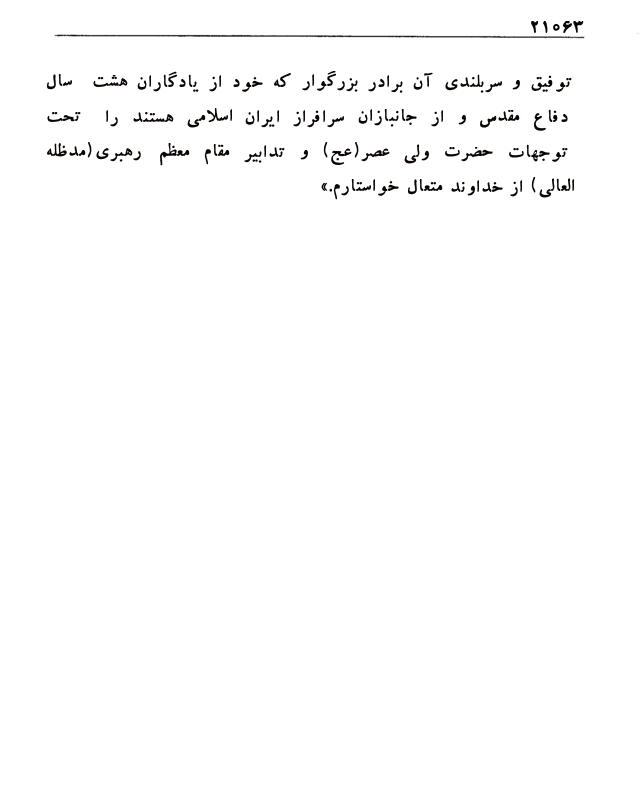 ۲۱۰۶۳
توفیق و سربلندی آن برادر بزرگوار که خود از یادگاران هشت سال
دفاع مقدس و از جانبازان سرافراز ایران اسلامی هستند را تحت
توجهات حضرت ولی عصر(عج) و تدابیر مقام معظم رهبری(مدظله
العالی) از خداوند متعال خواستارم.»